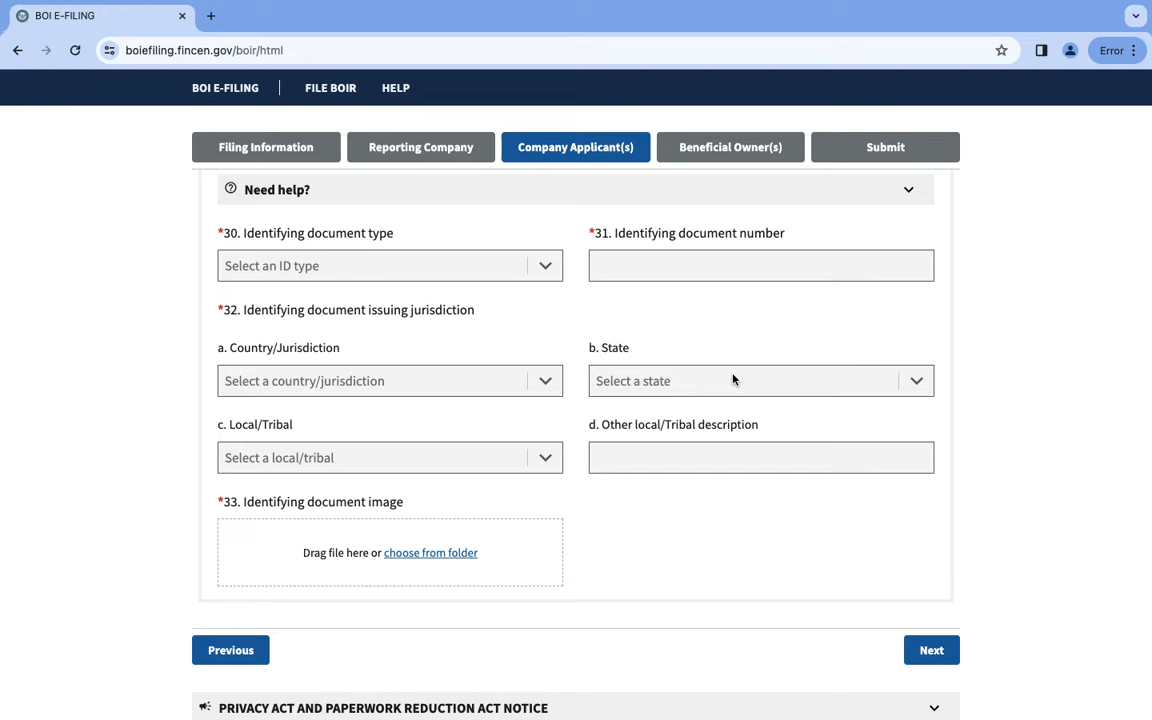 BOI E-FILING
boiefiling.fincen.gov/boir/html
Error
BOI E-FILING
FILE BOIR
HELP
Filing Information
Reporting Company
Company Applicant(s)
Beneficial Owner(s)
Submit
Need help?
*30. Identifying document type
*31. Identifying document number
Select an ID type
*32. Identifying document issuing jurisdiction
a. Country/Jurisdiction
b. State
Select a country/jurisdiction
Select a state
c. Local/Tribal
d. Other local/Tribal description
Select a local/tribal
*33. Identifying document image
Drag file here or choose from folder
Previous
Next
PRIVACY ACT AND PAPERWORK REDUCTION ACT NOTICE